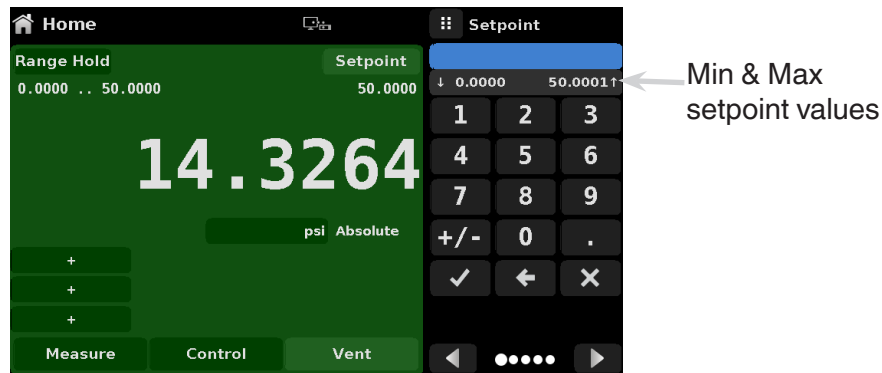 Home
Setpoint
Range Hold
Setpoint
0.0000 .. 50.0000
50.0000
↓ 0.0000 50.0001↑
Min & Max
setpoint values
14.3264
psi Absolute
+
+
+
Measure Control Vent
1 2 3
4 5 6
7 8 9
+/- 0 .